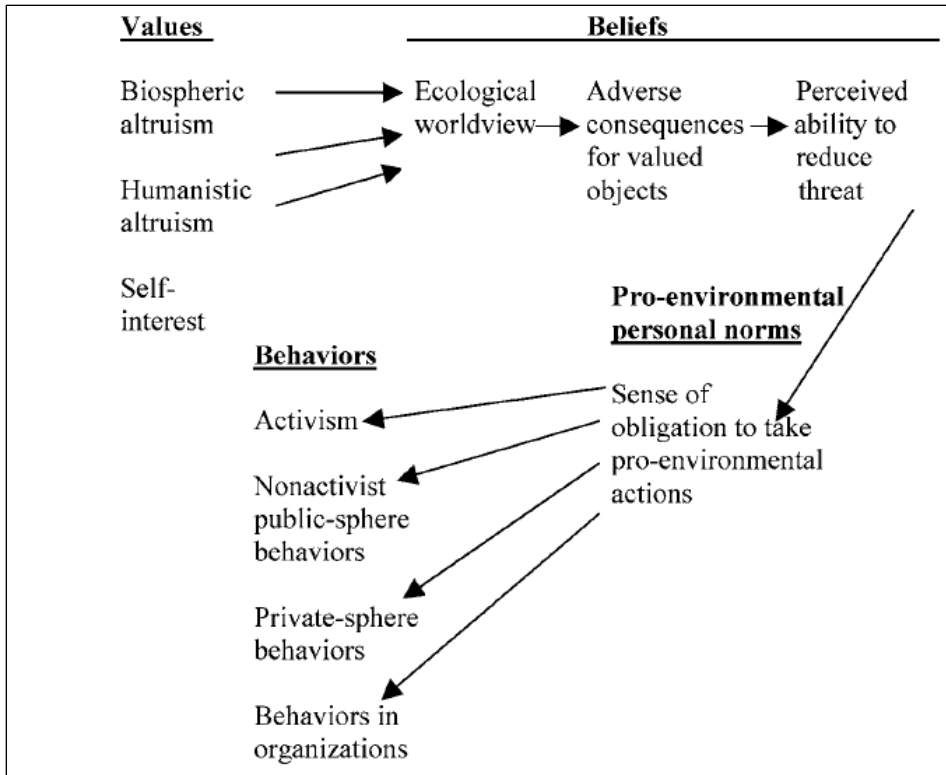 Values
Beliefs
Biospheric
altruism
Humanistic
altruism
Self-
interest
Ecological
worldview
Adverse
consequences
for valued
objects
Perceived
ability to
reduce
threat
Pro-environmental
personal norms
Sense of
obligation to take
pro-environmental
actions
Behaviors
Activism
Nonactivist
public-sphere
behaviors
Private-sphere
behaviors
Behaviors in
organizations